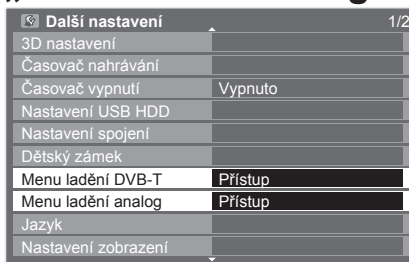 Další nastavení 1/2
3D nastavení
Časovač nahrávání
Časovač vypnutí Vypnuto
Nastavení USB HDD
Nastavení spojení
Dětský zámek
Menu ladění DVB-T Přístup
Menu ladění analog Přístup
Jazyk
Nastavení zobrazení